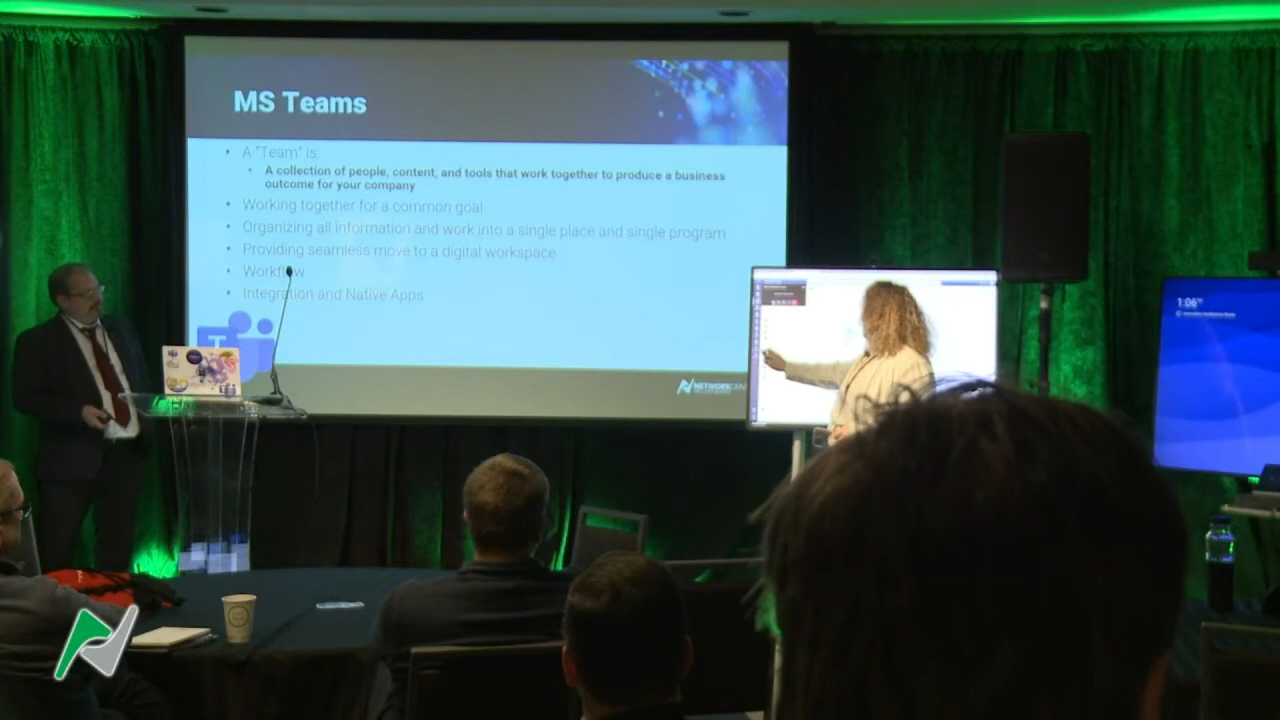 MS Teams
• A "Team" is:
• A collection of people, content, and tools that work together to produce a business
outcome for your company
• Working together for a common goal
• Organizing all information and work into a single place and single program
• Providing seamless move to a digital workspace
• Workflow
• Integration and Native Apps
T
NETWORK
1:06